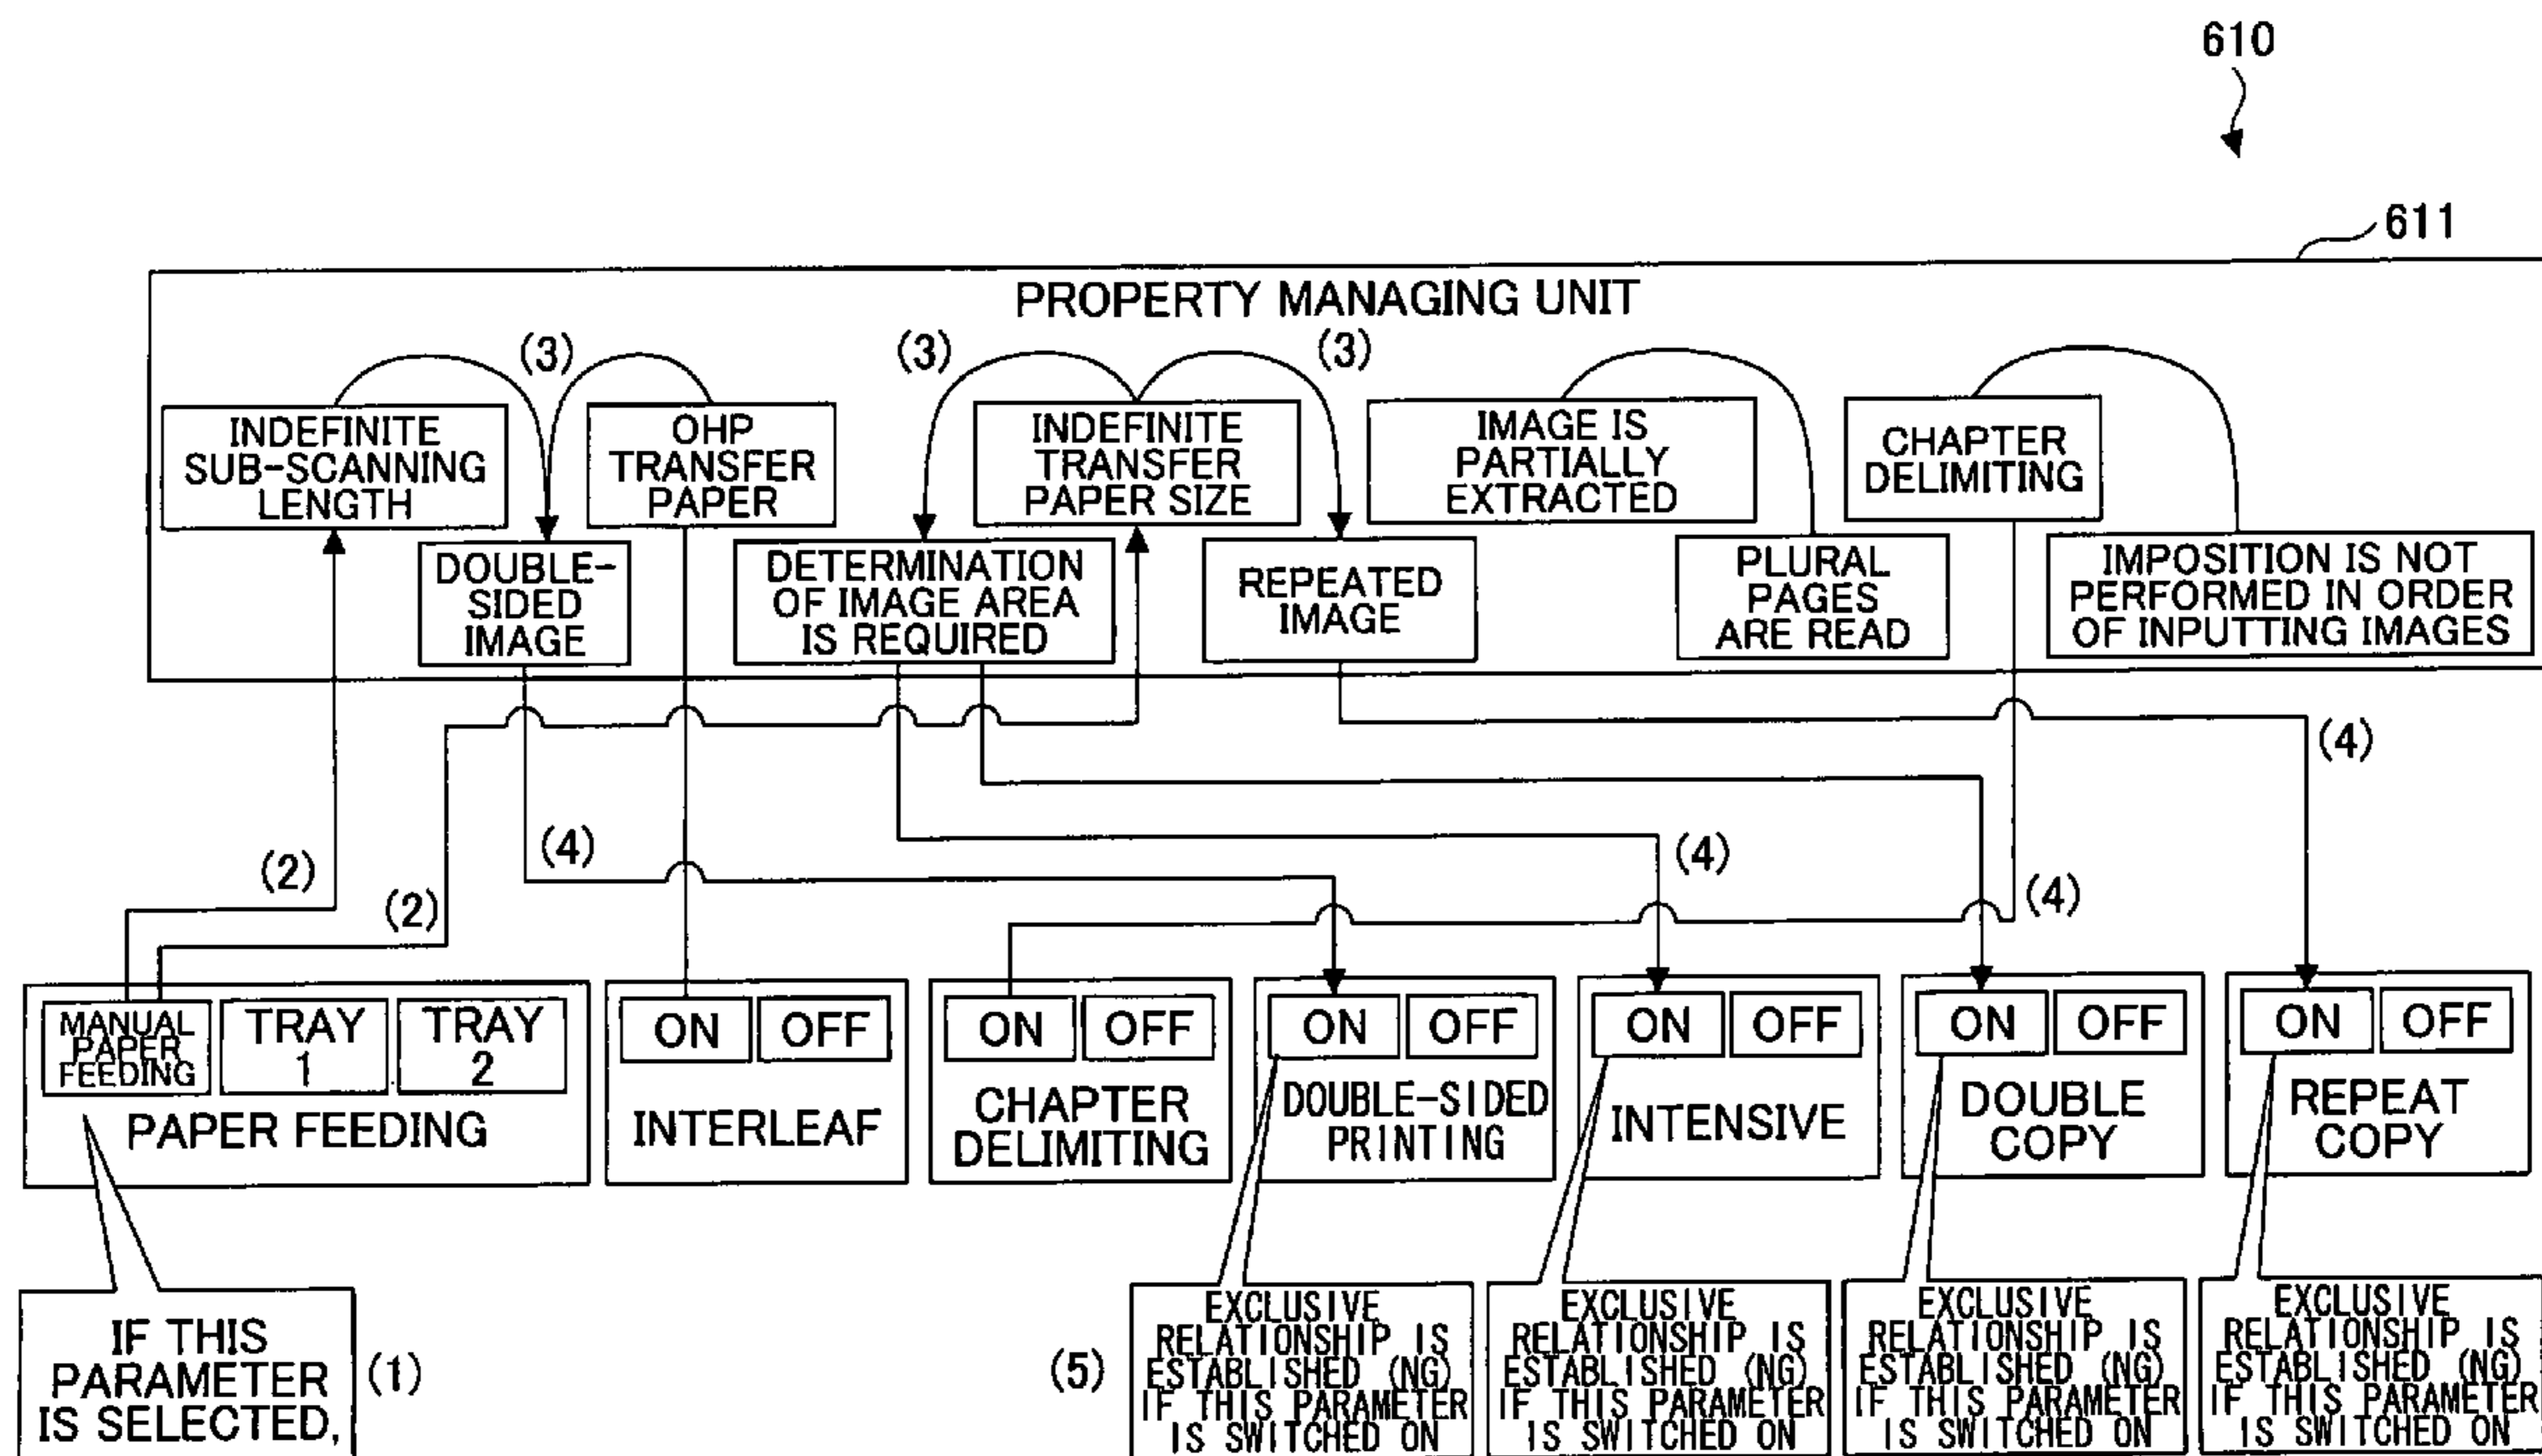 610
611
PROPERTY MANAGING UNIT
(3)
(3)
(3)
INDEFINITE
SUB-SCANNING
LENGTH
OHP
TRANSFER
PAPER
INDEFINITE
TRANSFER
PAPER SIZE
IMAGE IS
PARTIALLY
EXTRACTED
CHAPTER
DELIMITING
DOUBLE-
SIDED
IMAGE
DETERMINATION
OF IMAGE AREA
IS REQUIRED
REPEATED
IMAGE
PLURAL
PAGES
ARE READ
IMPOSITION IS NOT
PERFORMED IN ORDER
OF INPUTTING IMAGES
(4)
(2)
(4)
(4)
(2)
(4)
MANUAL
PAPER
FEEDING
TRAY
1
TRAY
2
PAPER FEEDING
ON
OFF
INTERLEAF
ON
OFF
CHAPTER
DELIMITING
ON
OFF
DOUBLE-SIDED
PRINTING
ON
OFF
INTENSIVE
ON
OFF
DOUBLE
COPY
ON
OFF
REPEAT
COPY
IF THIS
PARAMETER
IS SELECTED,
(1)
(5)
EXCLUSIVE
RELATIONSHIP IS
ESTABLISHED (NG)
IF THIS PARAMETER
IS SWITCHED ON
EXCLUSIVE
RELATIONSHIP IS
ESTABLISHED (NG)
IF THIS PARAMETER
IS SWITCHED ON
EXCLUSIVE
RELATIONSHIP IS
ESTABLISHED (NG)
IF THIS PARAMETER
IS SWITCHED ON
EXCLUSIVE
RELATIONSHIP IS
ESTABLISHED (NG)
IF THIS PARAMETER
IS SWITCHED ON